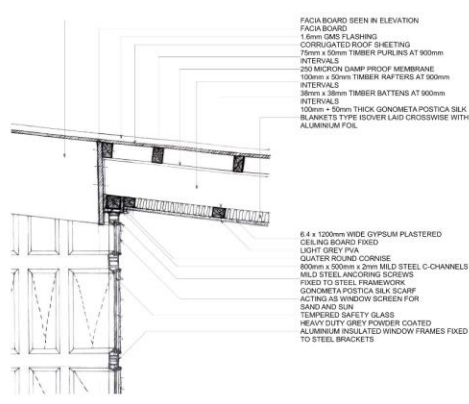 FACIA BOARD SEEN IN ELEVATION
FACIA BOARD
1.6mm GMS FLASHING
CORRUGATED ROOF SHEETING
75mm x 50mm TIMBER PURLINS AT 900mm
INTERVALS
250 MICRON DAMP PROOF MEMBRANE
100mm x 50mm TIMBER RAFTERS AT 900mm
INTERVALS
38mm x 38mm TIMBER BATTENS AT 900mm
INTERVALS
100mm + 50mm THICK GONOMETA POSTICA SILK
BLANKETS TYPE ISOVER LAID CROSSWISE WITH
ALUMINIUM FOIL
6.4 x 1200mm WIDE GYPSUM PLASTERED
CEILING BOARD FIXED
LIGHT GREY PVA
QUATER ROUND CORNISE
800mm x 500mm x 2mm MILD STEEL C-CHANNELS
MILD STEEL ANCORING SCREWS
FIXED TO STEEL FRAMEWORK
GONOMETA POSTICA SILK SCARF
ACTING AS WINDOW SCREEN FOR
SAND AND SUN
TEMPERED SAFETY GLASS
HEAVY DUTY GREY POWDER COATED
ALUMINIUM INSULATED WINDOW FRAMES FIXED
TO STEEL BRACKETS